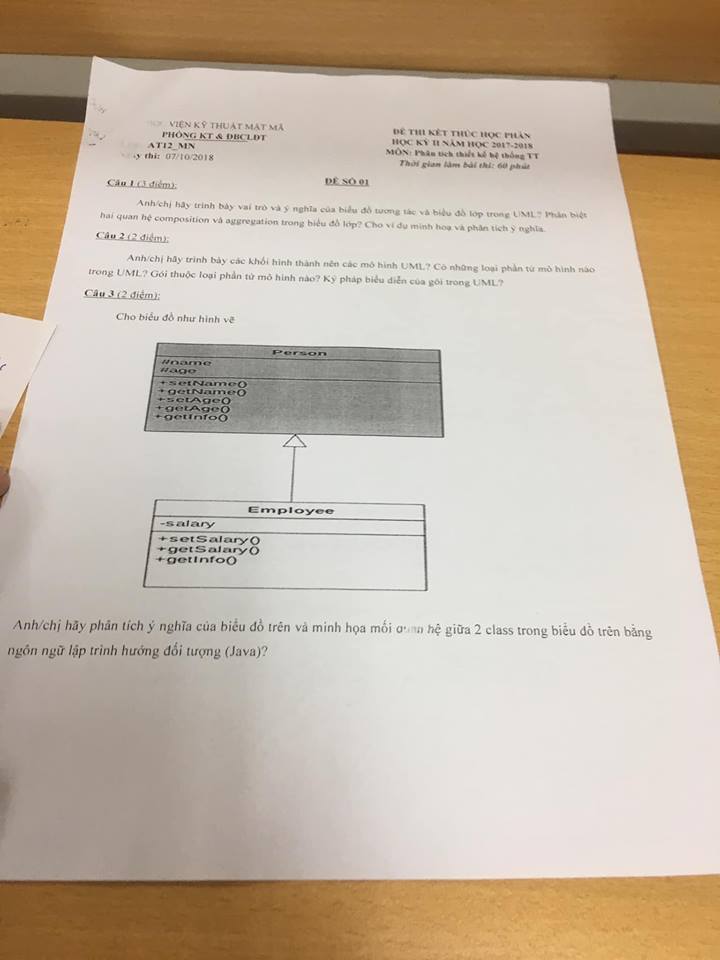 VIỆN KỸ THUẬT MẬT MÃ
PHÒNG KT & ĐBCLĐT
AT12_MN
thi: 07/10/2018
ĐỀ THI KẾT THÚC HỌC PHẦN
HỌC KỲ II NĂM HỌC 2017-2018
MÔN: Phân tích thiết kế hệ thống TT
Thời gian làm bài thi: 60 phút
ĐỀ SỐ 01
Câu 1 (3 điểm):
Anh/chị hãy trình bày vai trò và ý nghĩa của biểu đồ tương tác và biểu đồ lớp trong UML? Phân biệt
hai quan hệ composition và aggregation trong biểu đồ lớp? Cho ví dụ minh hoạ và phân tích ý nghĩa.
Câu 2 (2 điểm):
Anh/chị hãy trình bày các khối hình thành nên các mô hình UML? Có những loại phần tử mô hình nào
trong UML? Gói thuộc loại phần tử mô hình nào? Ký pháp biểu diễn của gói trong UML?
Câu 3 (2 điểm):
Cho biểu đồ như hình vẽ
Person
#name
#age
+setName()
+getName()
+setAge()
+getAge()
+getInfo()
Employee
-salary
+setSalary()
+getSalary()
+getInfo()
Anh/chị hãy phân tích ý nghĩa của biểu đồ trên và minh họa mối quan hệ giữa 2 class trong biểu đồ trên bằng
ngôn ngữ lập trình hướng đối tượng (Java)?